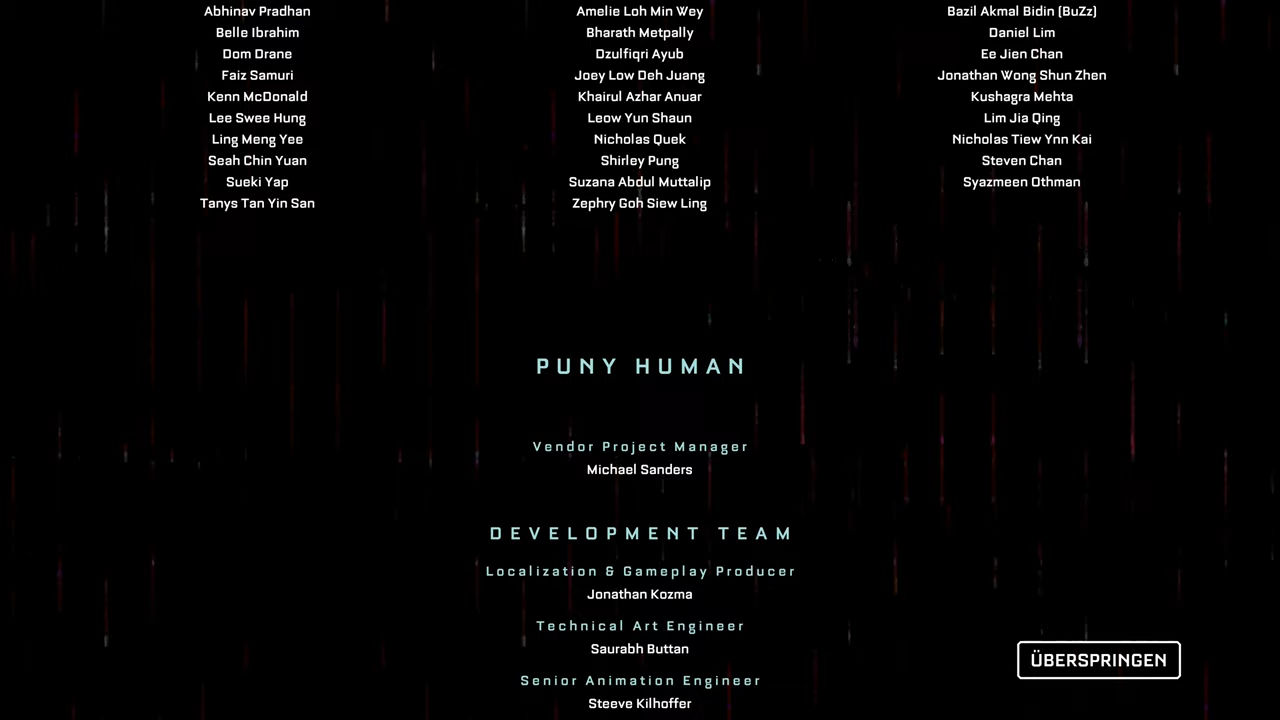 Abhinav Pradhan Amelie Loh Min Wey Bazil Akmal Bidin (BuZz)
Belle Ibrahim Bharath Metpally Daniel Lim
Dom Drane Dzulfiqri Ayub Ee Jien Chan
Faiz Samuri Joey Low Deh Juang Jonathan Wong Shun Zhen
Kenn McDonald Khairul Azhar Anuar Kushagra Mehta
Lee Swee Hung Leow Yun Shaun Lim Jia Qing
Ling Meng Yee Nicholas Quek Nicholas Tiew Ynn Kai
Seah Chin Yuan Shirley Pung Steven Chan
Sueki Yap Suzana Abdul Muttalip Syazmeen Othman
Tanys Tan Yin San Zephry Goh Siew Ling
PUNY HUMAN
Vendor Project Manager
Michael Sanders
DEVELOPMENT TEAM
Localization & Gameplay Producer
Jonathan Kozma
Technical Art Engineer
Saurabh Buttan
Senior Animation Engineer
Steeve Kilhoffer
ÜBERSPRINGEN